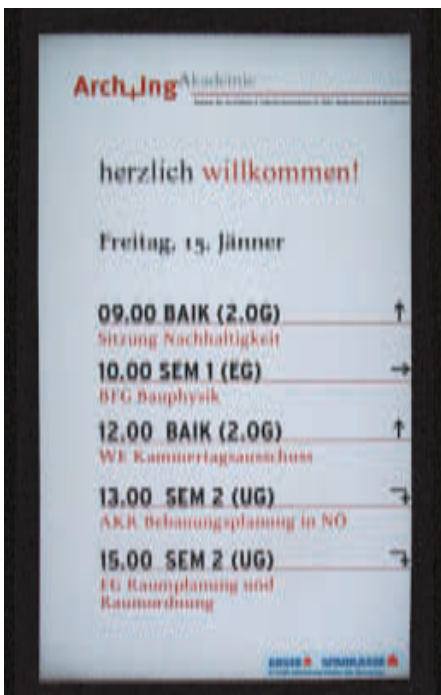 Arch+Ing Akademie
herzlich willkommen!
Freitag, 15. Jänner
09.00 BAIK (2.OG)
Sitzung Nachhaltigkeit
10.00 SEM 1 (EG)
BFG Bauphysik
12.00 BAIK (2.OG)
WE Kammertagsausschuss
13.00 SEM 2 (UG)
AKR Bebauungsplanung in NÖ
15.00 SEM 2 (UG)
FG Raumplanung und
Raumordnung
ERSTE SPARKASSE